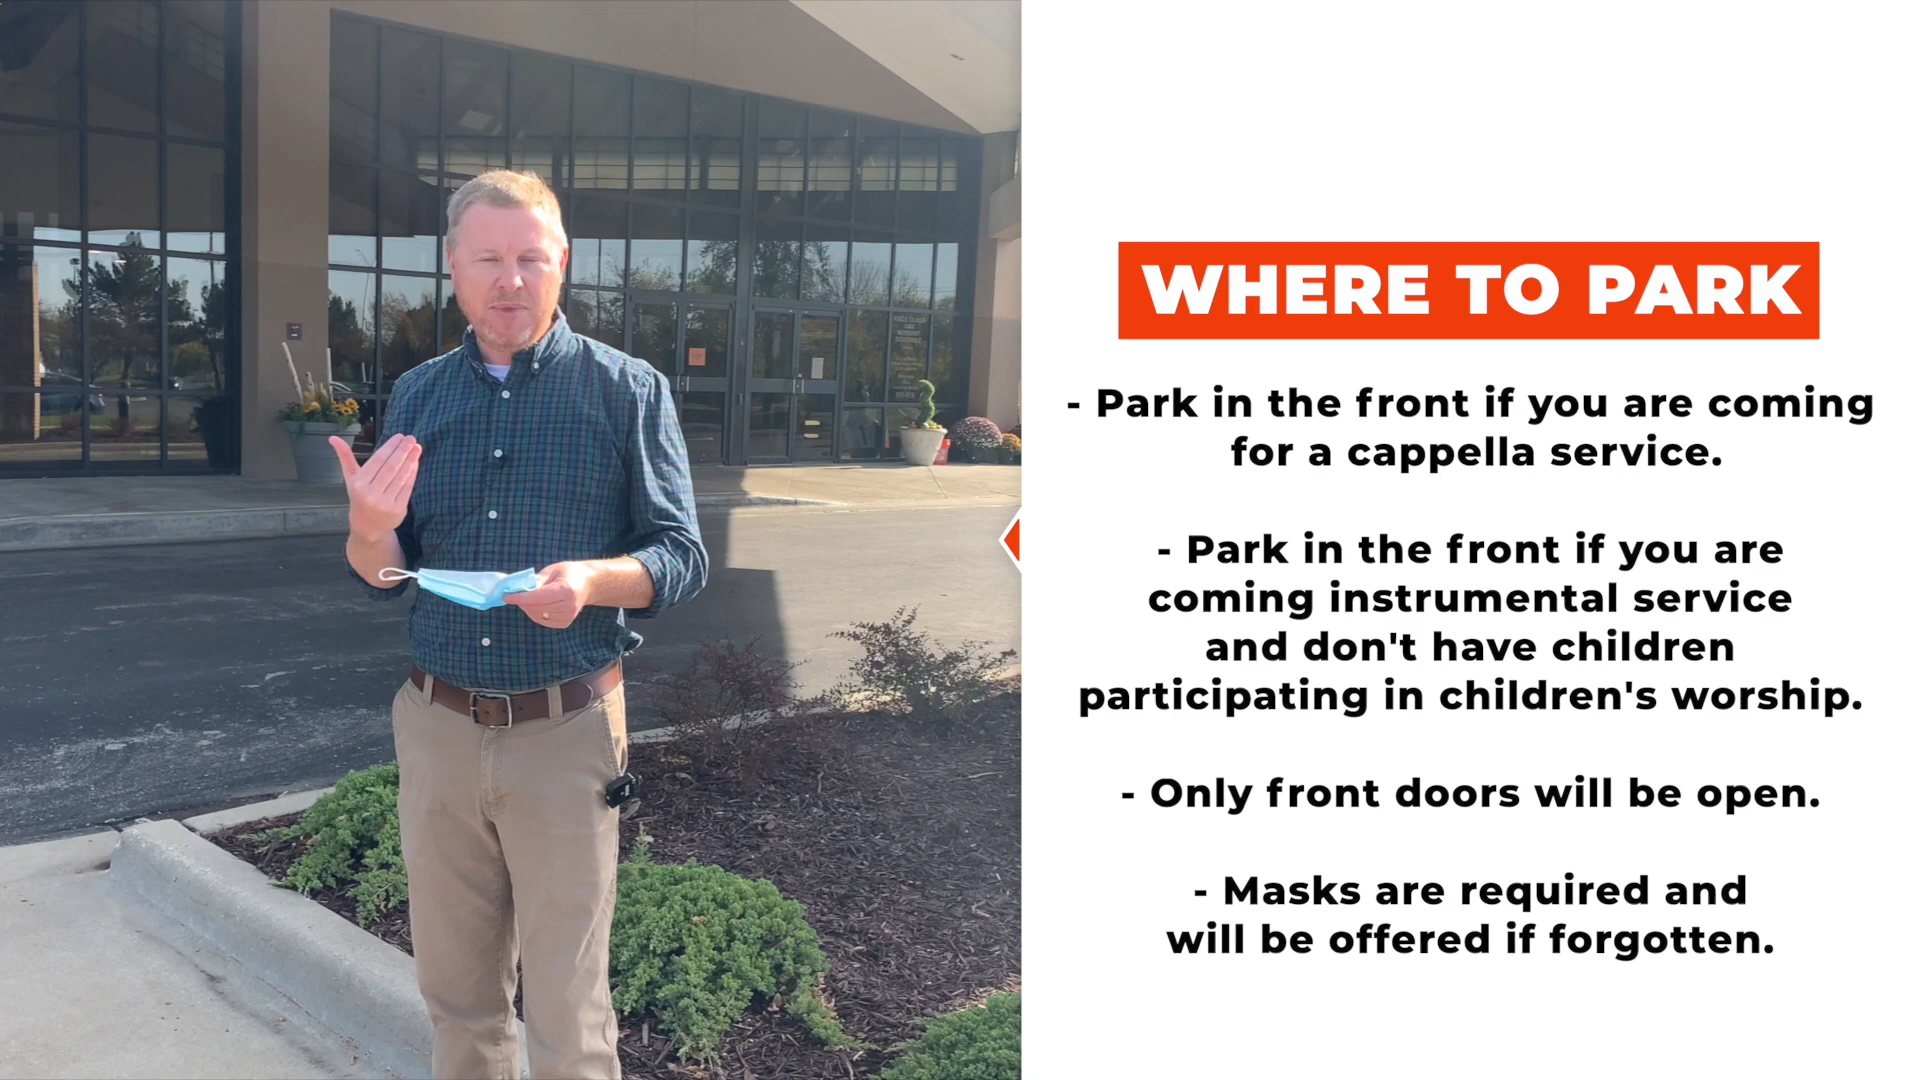 WHERE TO PARK
- Park in the front if you are coming
for a cappella service.
- Park in the front if you are
coming instrumental service
and don't have children
participating in children's worship.
- Only front doors will be open.
- Masks are required and
will be offered if forgotten.